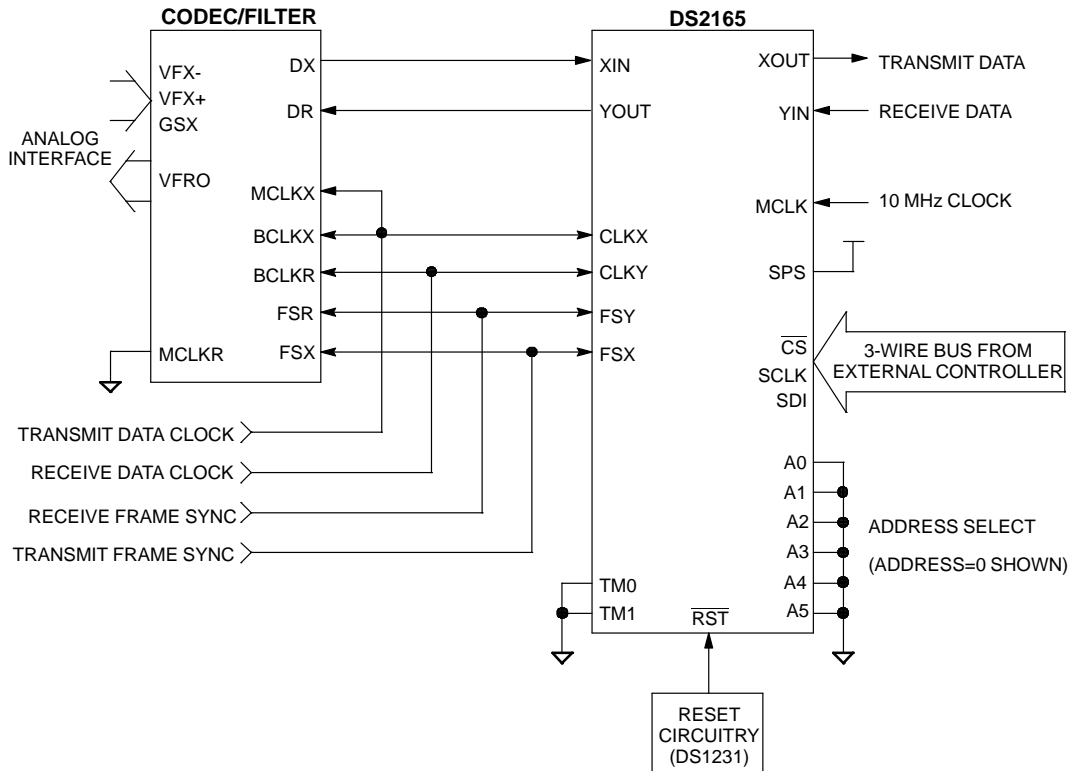 CODEC/FILTER
DS2165
VFX-
VFX+
GSX
ANALOG
INTERFACE
VFRO
DX
DR
MCLKX
BCLKX
BCLKR
FSR
FSX
MCLKR
XIN
YOUT
CLKX
CLKY
FSY
FSX
TM0
TM1
RST
XOUT
YIN
MCLK
SPS
CS
SCLK
SDI
A0
A1
A2
A3
A4
A5
TRANSMIT DATA
RECEIVE DATA
10 MHz CLOCK
3-WIRE BUS FROM
EXTERNAL CONTROLLER
ADDRESS SELECT
(ADDRESS=0 SHOWN)
TRANSMIT DATA CLOCK
RECEIVE DATA CLOCK
RECEIVE FRAME SYNC
TRANSMIT FRAME SYNC
RESET
CIRCUITRY
(DS1231)